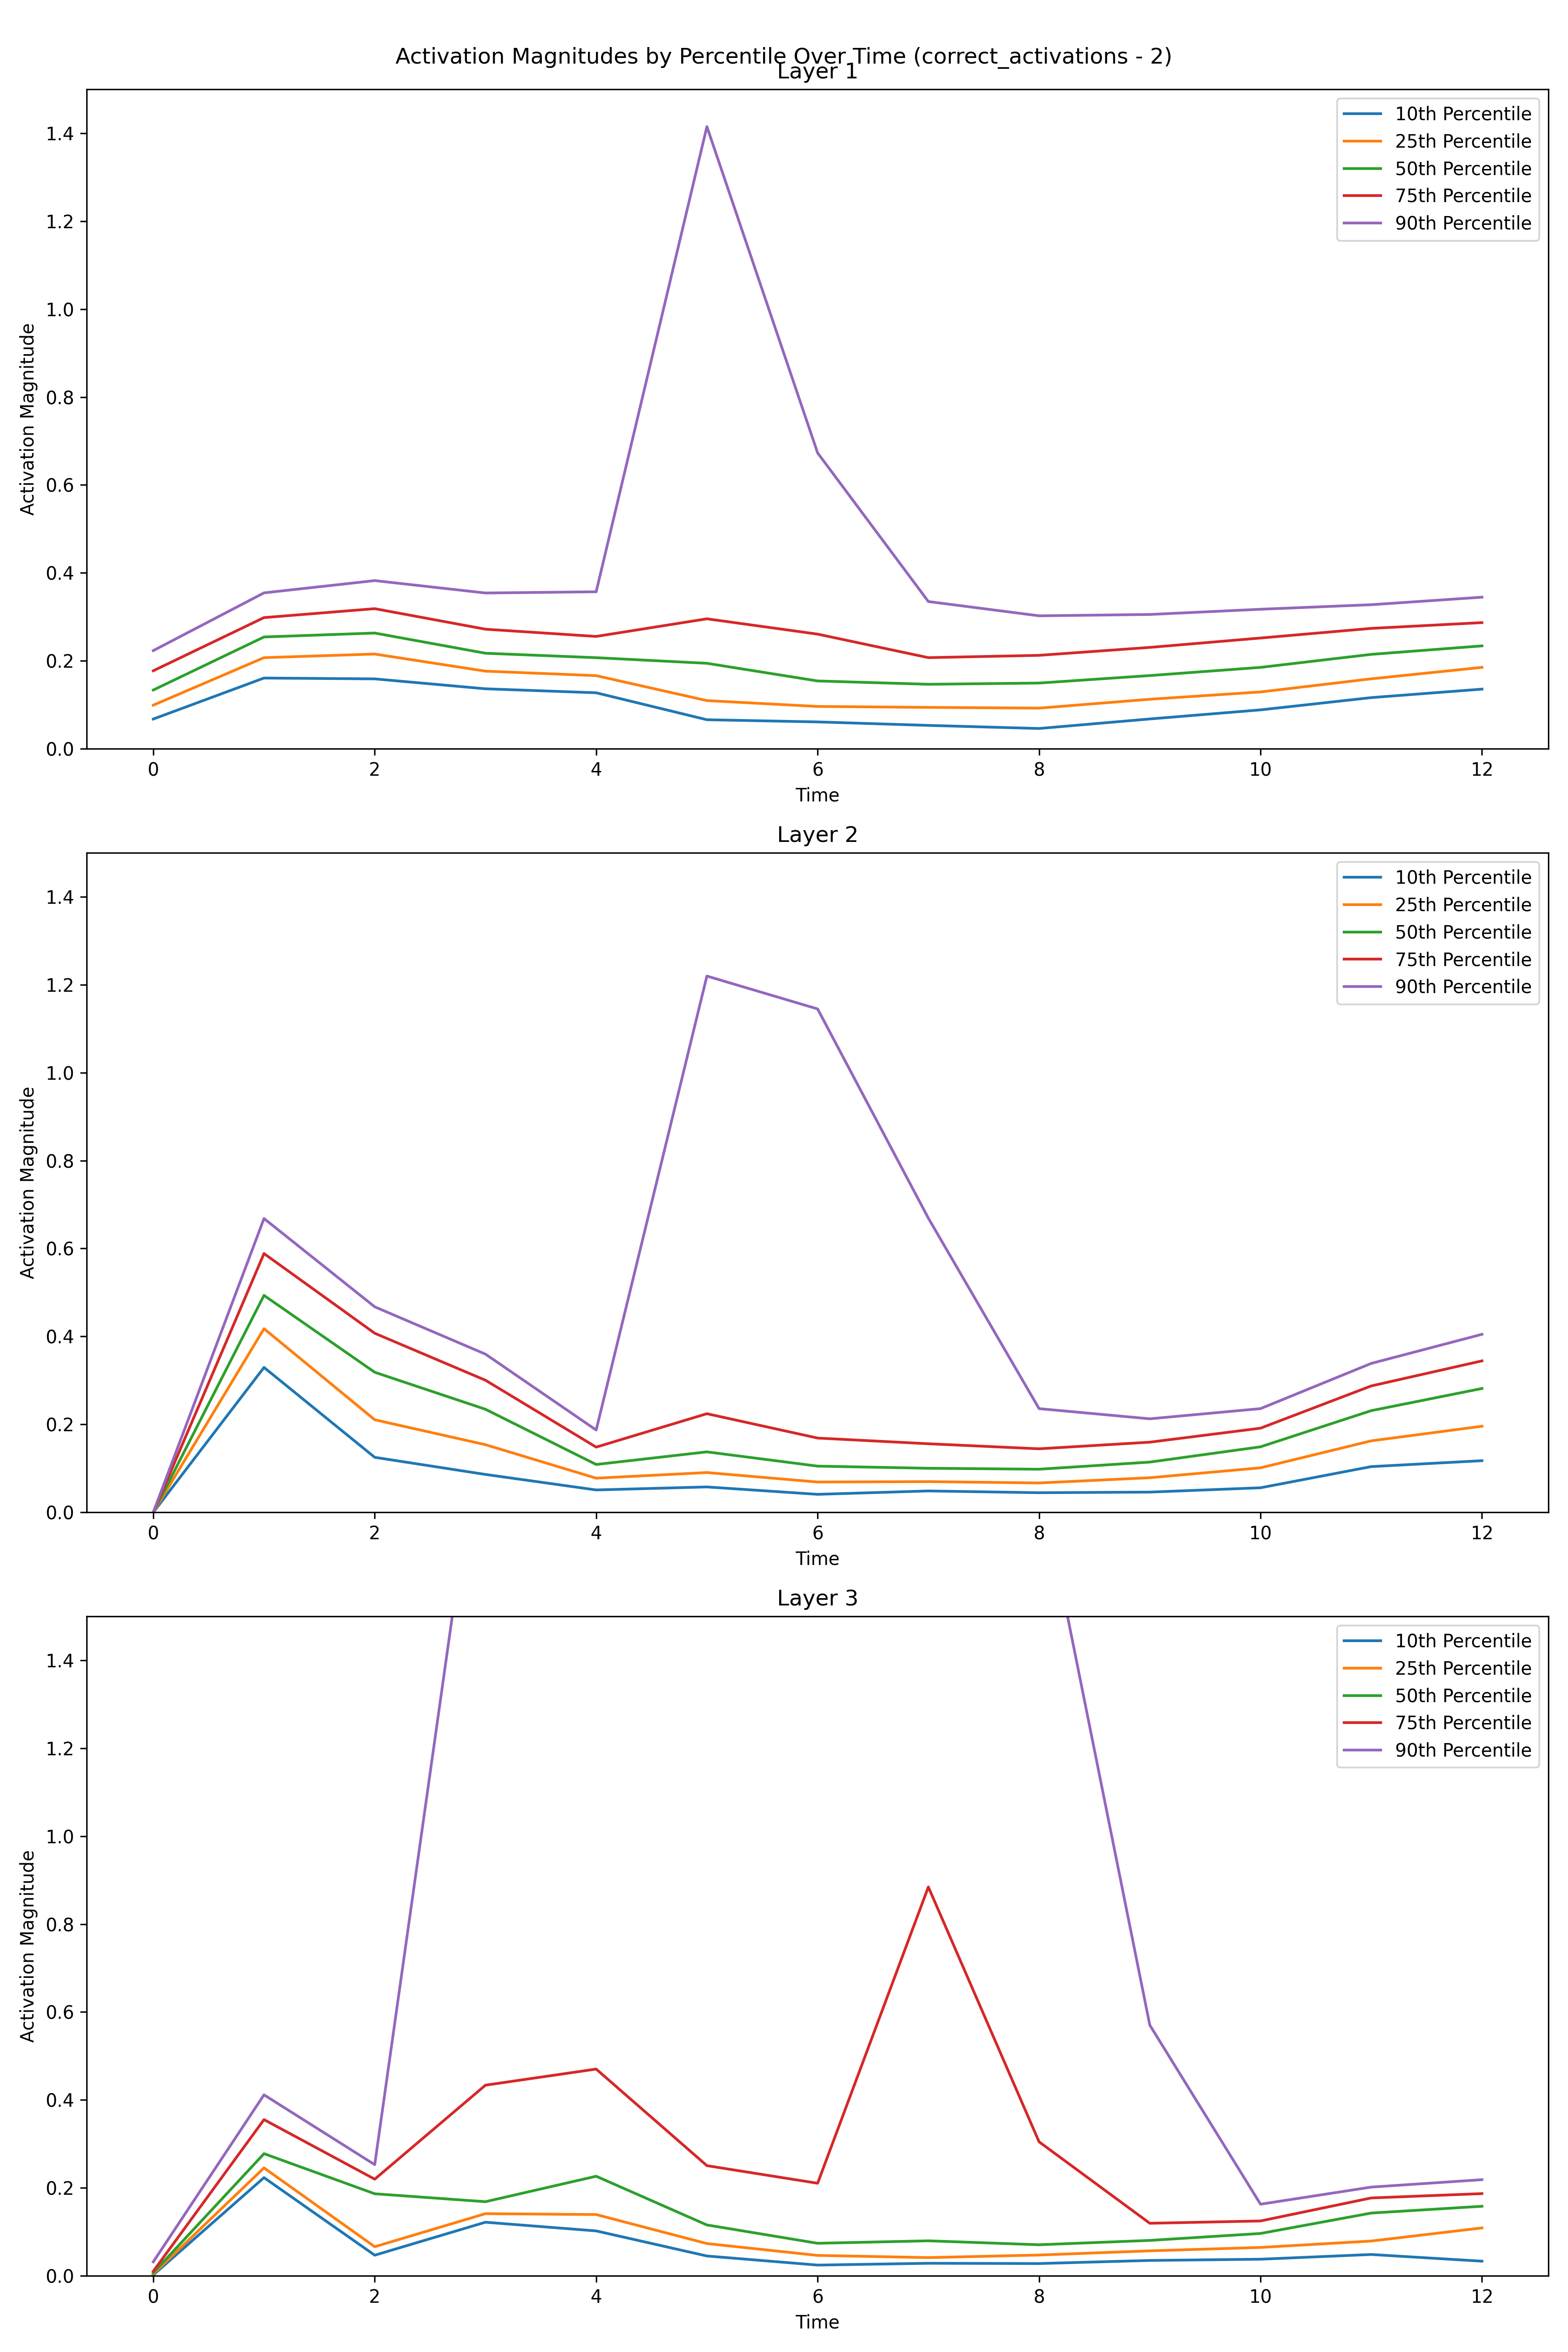 Activation Magnitudes by Percentile Over Time (correct_activations - 2)
Layer 1
Activation Magnitude
1.4
1.2
1.0
0.8
0.6
0.4
0.2
0.0
10th Percentile
25th Percentile
50th Percentile
75th Percentile
90th Percentile
0 2 4 6 8 10 12
Time
Layer 2
Activation Magnitude
1.4
1.2
1.0
0.8
0.6
0.4
0.2
0.0
10th Percentile
25th Percentile
50th Percentile
75th Percentile
90th Percentile
0 2 4 6 8 10 12
Time
Layer 3
Activation Magnitude
1.4
1.2
1.0
0.8
0.6
0.4
0.2
0.0
10th Percentile
25th Percentile
50th Percentile
75th Percentile
90th Percentile
0 2 4 6 8 10 12
Time